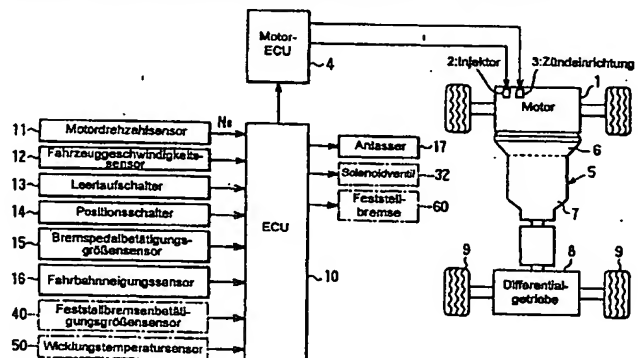 Motor-
ECU
4
2:Injektor
3:Zündeinrichtung
1
Motor
6
5
7
11
Motordrehzahlsensor
Ne
12
Fahrzeuggeschwindigkeits-
sensor
13
Leerlaufschalter
14
Positionsschalter
15
Bremspedalbetätigungs-
größensensor
16
Fahrbahnneigungssensor
40
Feststellbremsenbetäti-
gungsgrößensensor
50
Wicklungstemperatursensor
ECU
10
Anlasser
17
Solenoidventil
32
Feststell-
bremse
60
9
8
9
Differential-
getriebe